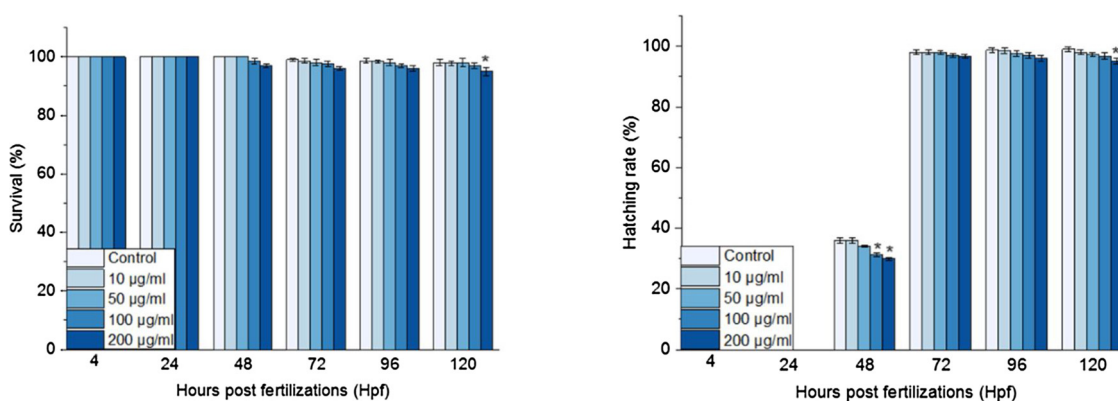 Survival (%)
100
80
60
40
20
0
*
Control
10 µg/ml
50 µg/ml
100 µg/ml
200 µg/ml
4 24 48 72 96 120
Hours post fertilizations (Hpf)
Hatching rate (%)
100
80
60
40
20
0
* *
*
Control
10 µg/ml
50 µg/ml
100 µg/ml
200 µg/ml
4 24 48 72 96 120
Hours post fertilizations (Hpf)